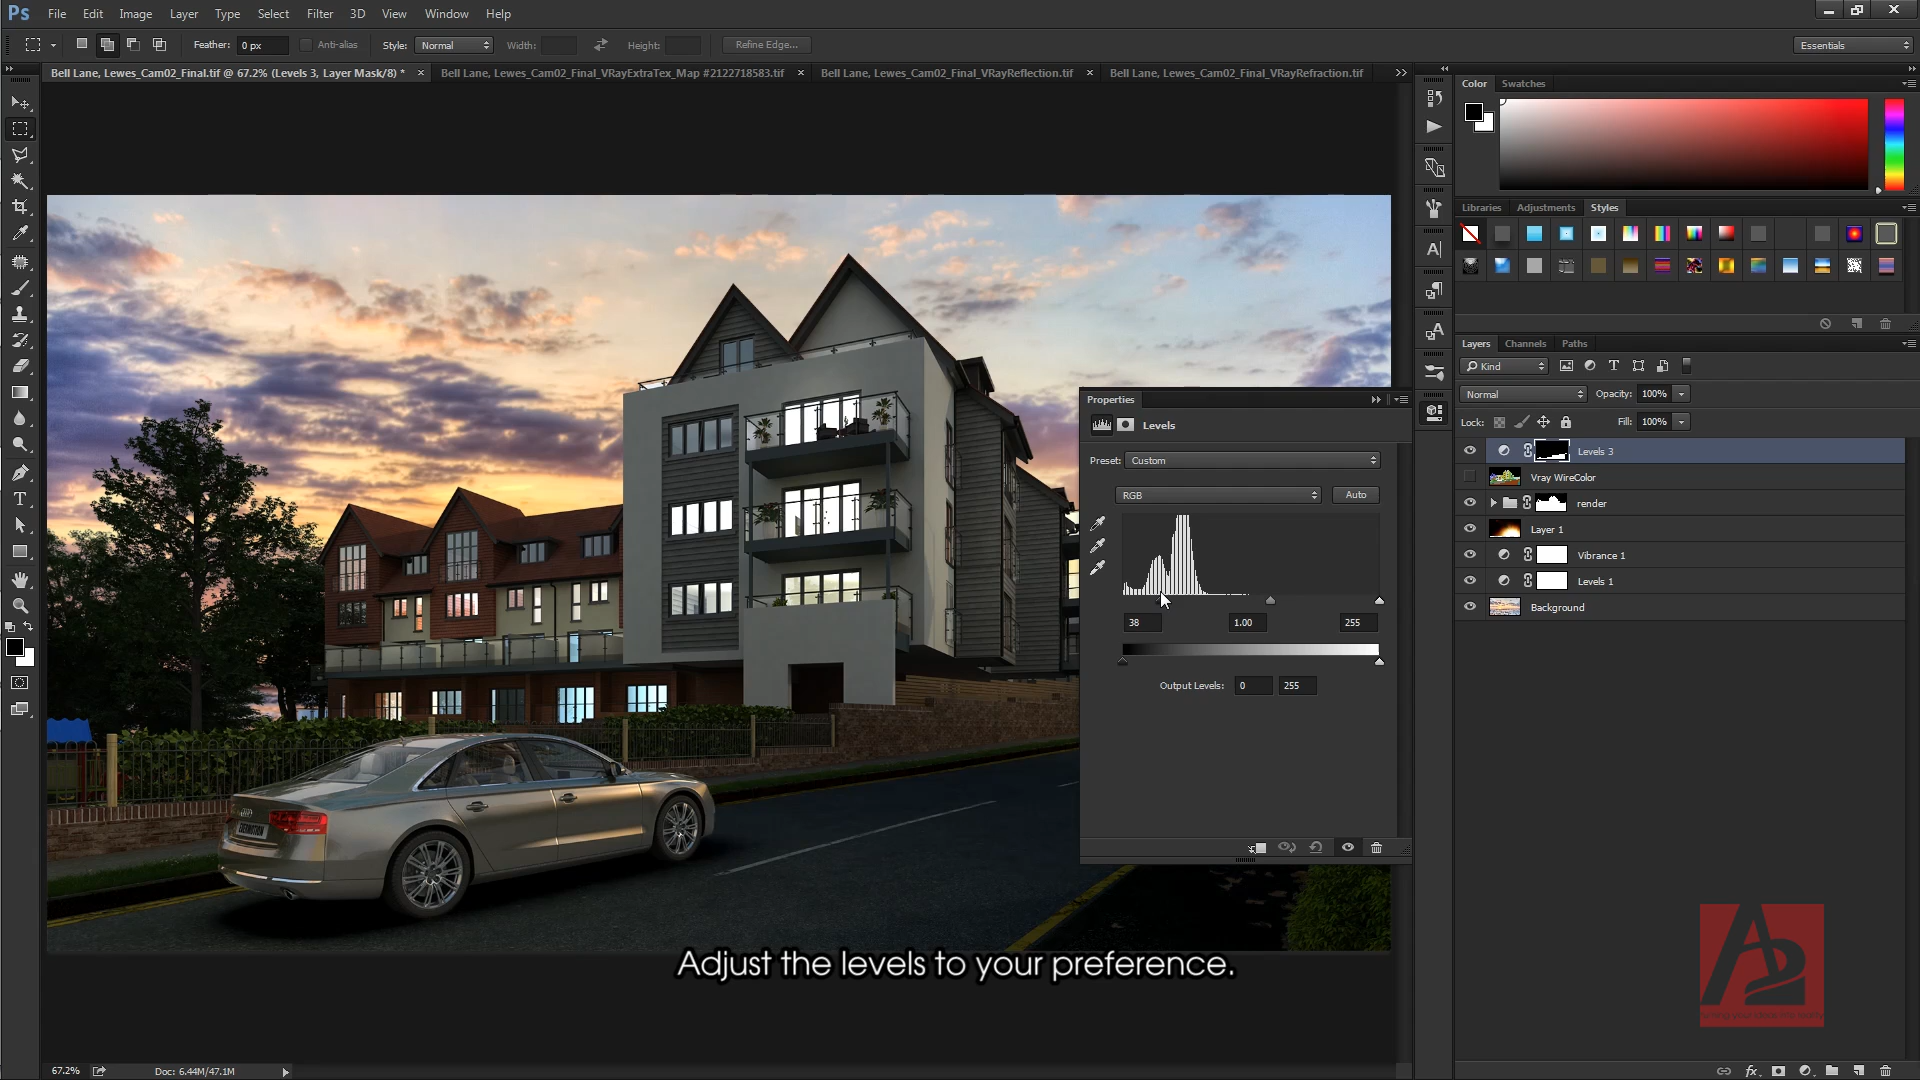 Ps File Edit Image Layer Type Select Filter 3D View Window Help
Feather: 0 px Anti-alias Style: Normal Width: Height: Refine Edge... Essentials
Bell Lane, Lewes_Cam02_Final.tif @ 67.2% (Levels 3, Layer Mask/8) * × Bell Lane, Lewes_Cam02_Final_VRayExtraTex_Map #2122718583.tif × Bell Lane, Lewes_Cam02_Final_VRayReflection.tif × Bell Lane, Lewes_Cam02_Final_VRayRefraction.tif
Color Swatches
Libraries Adjustments Styles
Layers Channels Paths
Kind
Normal Opacity: 100%
Lock: Fill: 100%
Levels 3
Vray WireColor
render
Layer 1
Vibrance 1
Levels 1
Background
Properties
Levels
Preset: Custom
RGB Auto
38 1.00 255
Output Levels: 0 255
Adjust the levels to your preference.
67.2% Doc: 6.44M/47.1M